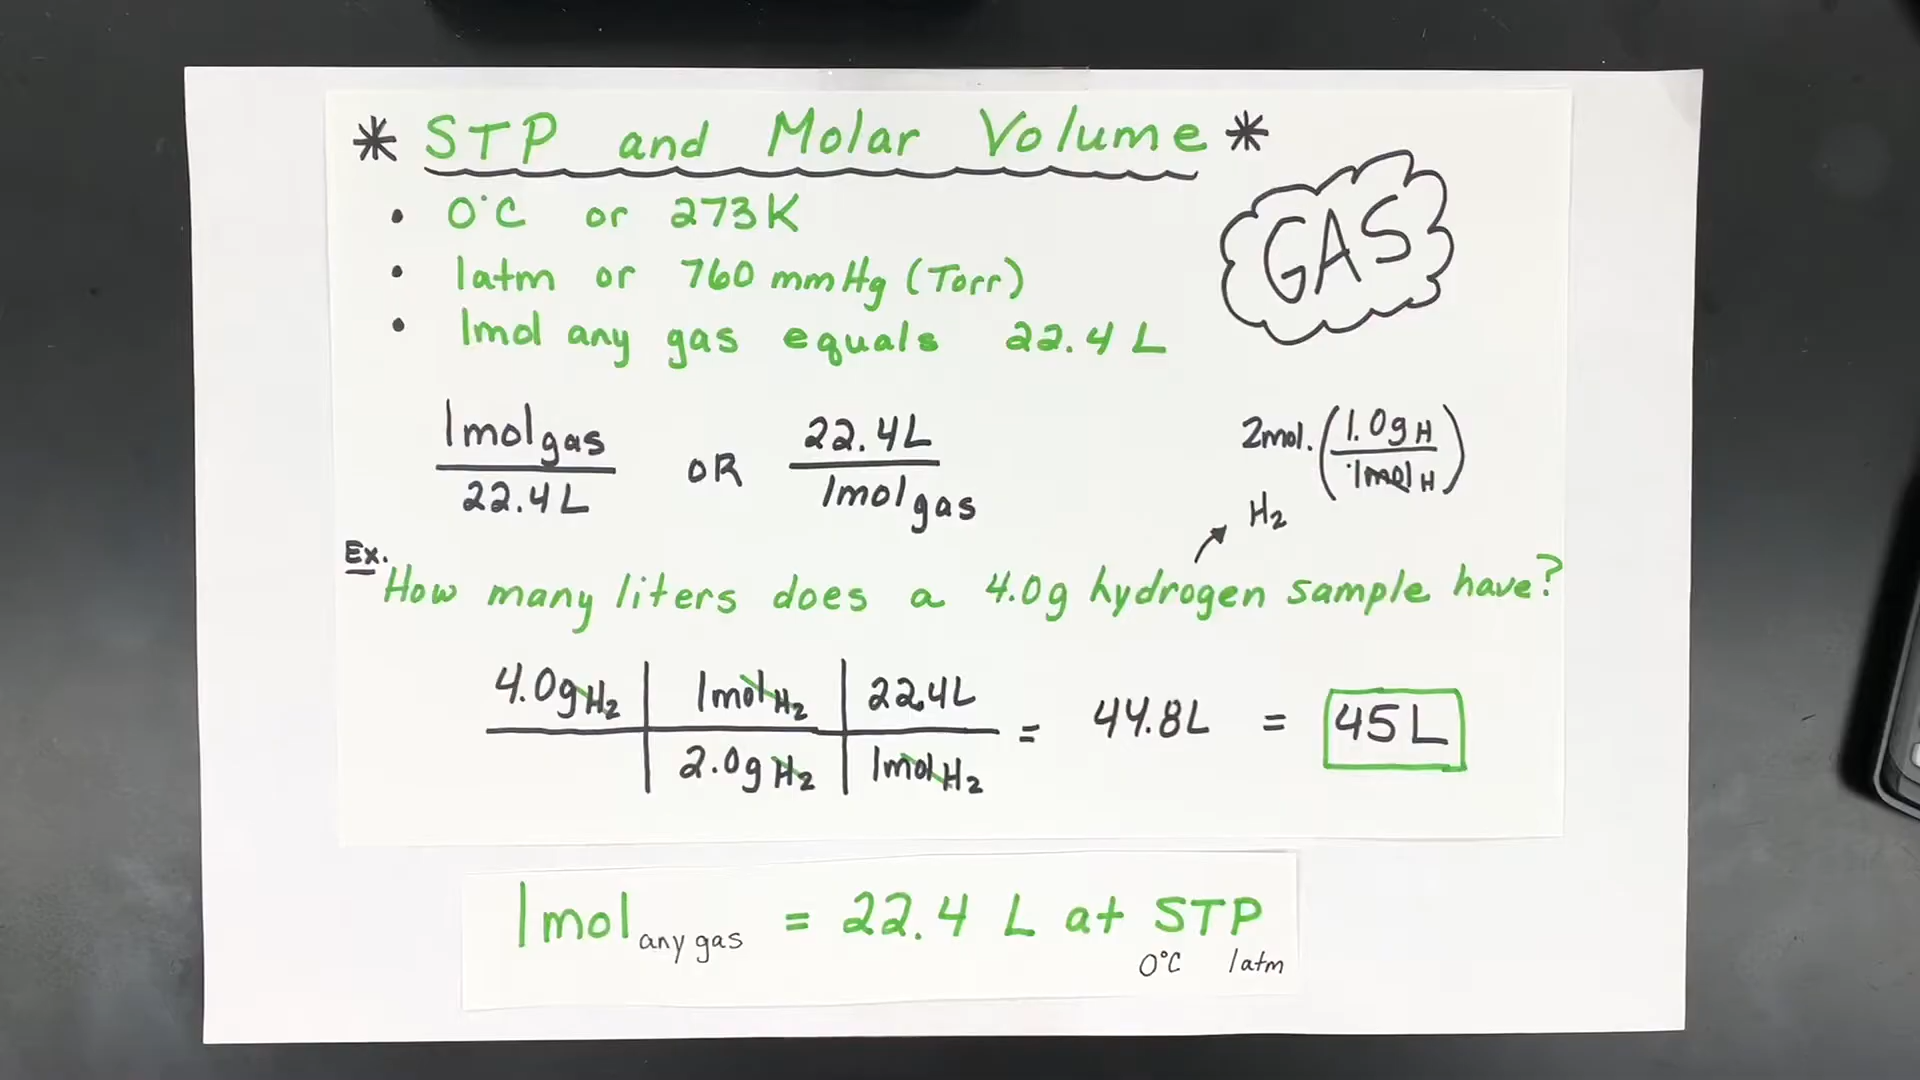 * STP and Molar Volume *
• 0°C or 273K
• 1atm or 760 mmHg (Torr)
• 1mol any gas equals 22.4 L
GAS
1mol gas / 22.4L OR 22.4L / 1mol gas
2mol. (1.0g H / 1mol H)
H₂
Ex.
How many liters does a 4.0g hydrogen sample have?
4.0g H₂ | 1mol H₂ | 22.4L
2.0g H₂ | 1mol H₂
= 44.8L = 45L
1mol any gas = 22.4 L at STP
0°C 1atm